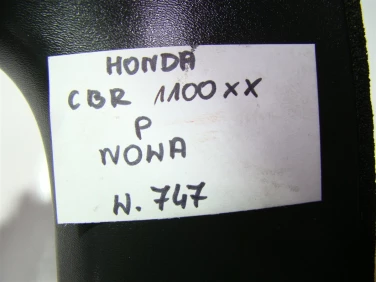 HONDA
CBR 1100XX
P
NOWA
W. 747